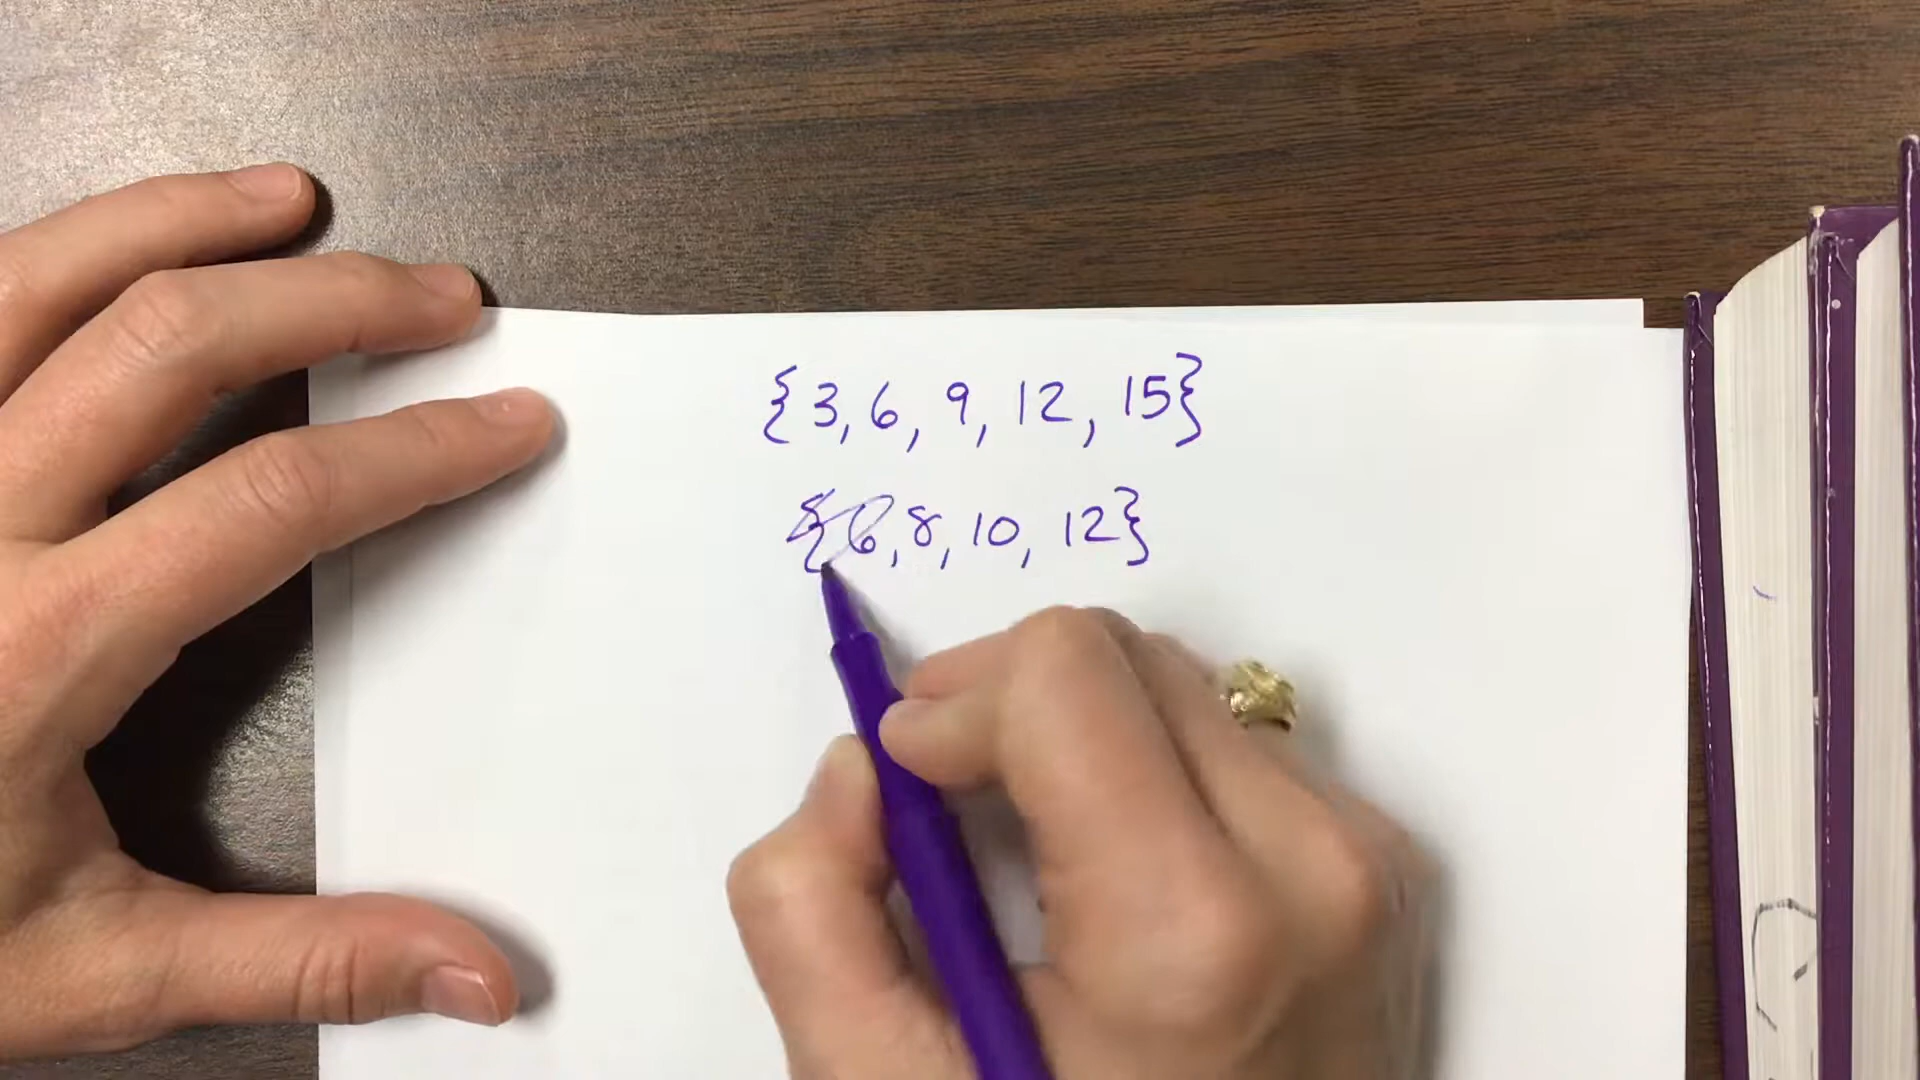 {3, 6, 9, 12, 15}
{6, 8, 10, 12}